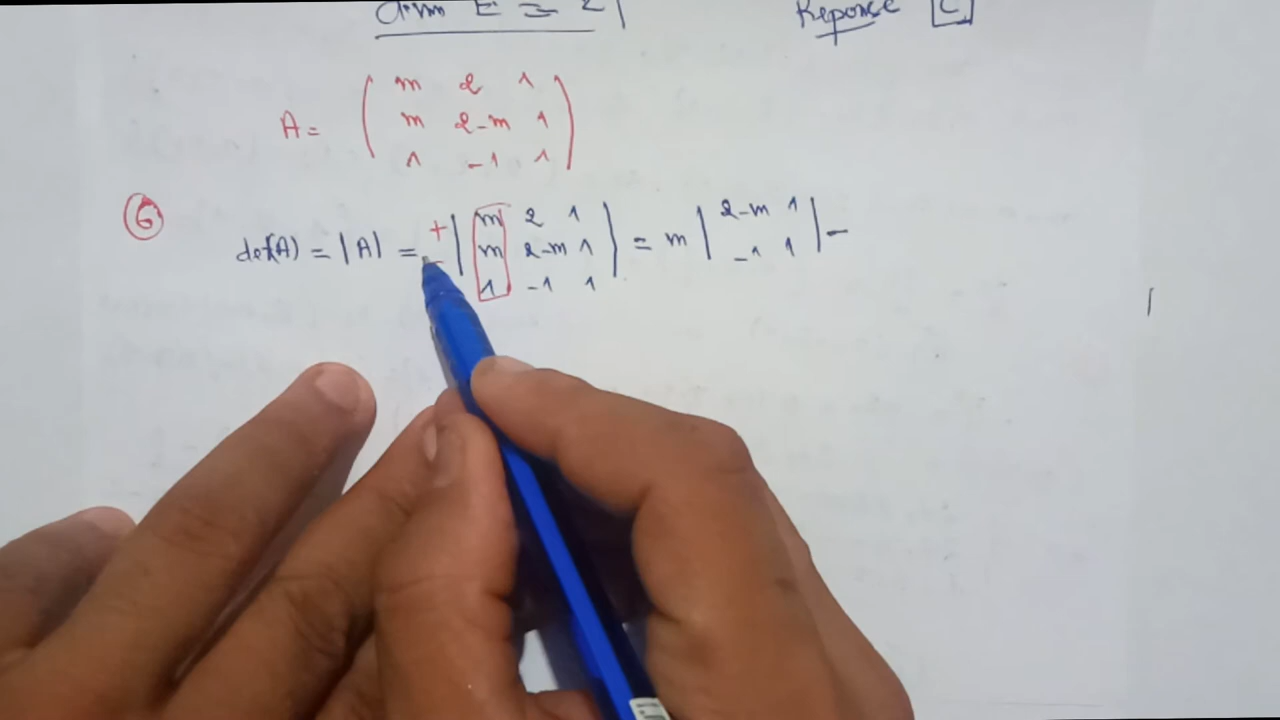 dim E = 2
Réponse C
A = ( m 2 1
m 2-m 1
1 -1 1 )
6
det(A) = |A| = + - | m 2 1
m 2-m 1
1 -1 1 | = m | 2-m 1
-1 1 | -